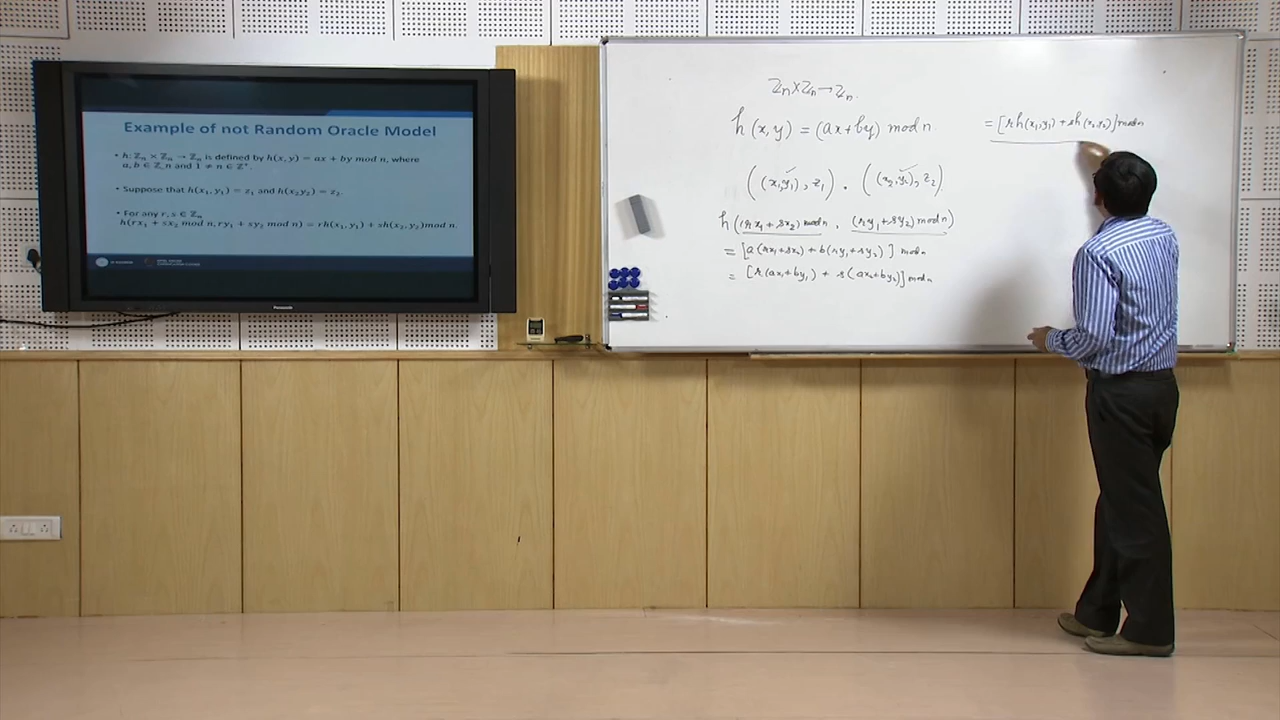 Example of not Random Oracle Model
• h: ℤₙ × ℤₙ → ℤₙ is defined by h(x, y) = ax + by mod n, where
a, b ∈ ℤ_n and 1 ≠ n ∈ ℤ⁺.
• Suppose that h(x₁, y₁) = z₁ and h(x₂y₂) = z₂.
• For any r, s ∈ ℤₙ
h(rx₁ + sx₂ mod n, ry₁ + sy₂ mod n) = rh(x₁, y₁) + sh(x₂, y₂)mod n.
Panasonic
ℤₙ×ℤₙ→ℤₙ.
h(x,y) = (ax+by) mod n
((x₁,y₁), z₁) . ((x₂,y₂), z₂)
h((rx₁+sx₂) mod n, (ry₁+sy₂) mod n)
= [a(rx₁+sx₂) + b(ry₁+sy₂)] mod n
= [r(ax₁+by₁) + s(ax₂+by₂)] mod n
= [rh(x₁,y₁) + sh(x₂,y₂)] mod n